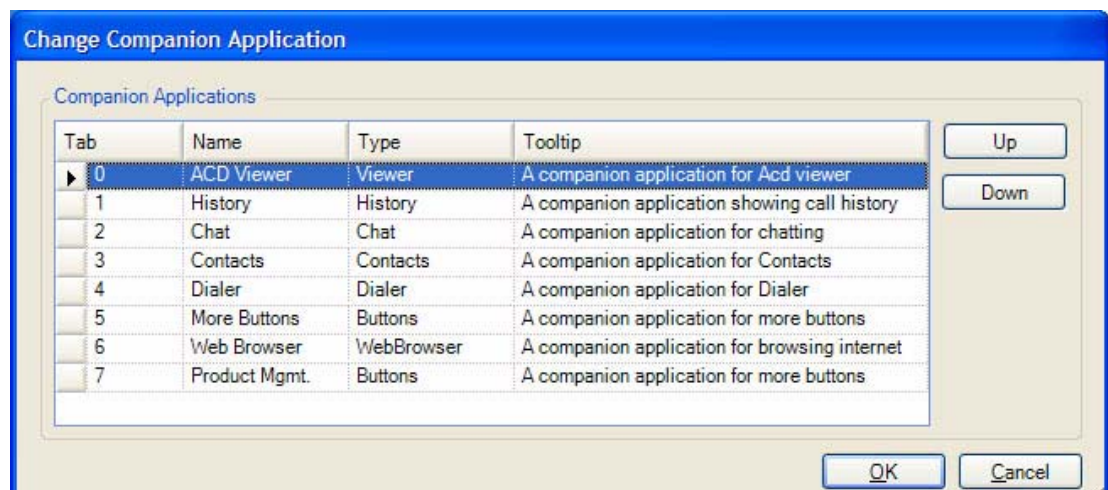 Change Companion Application
Companion Applications
Tab Name Type Tooltip
0 ACD Viewer Viewer A companion application for Acd viewer
1 History History A companion application showing call history
2 Chat Chat A companion application for chatting
3 Contacts Contacts A companion application for Contacts
4 Dialer Dialer A companion application for Dialer
5 More Buttons Buttons A companion application for more buttons
6 Web Browser WebBrowser A companion application for browsing internet
7 Product Mgmt. Buttons A companion application for more buttons
Up
Down
OK Cancel